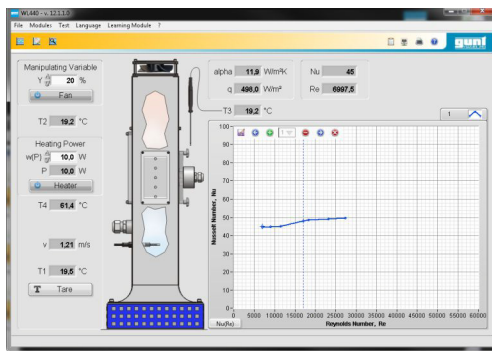 WL440 - v. 12.1.1.0
File Modules Text Language Learning Module ?
gunt
Manipulating Variable
Y 20 %
Fan
T2 19,2 °C
Heating Power
w(P) 10,0 W
P 10,0 W
Heater
T4 61,4 °C
v 1,21 m/s
T1 19,5 °C
T Tare
alpha 11,9 W/m²K
q 498,0 W/m²
T3 19,2 °C
Nu 45
Re 6997,5
1
100
90
80
70
60
50
40
30
20
10
0
Nusselt Number, Nu
1
0 5000 10000 15000 20000 25000 30000 35000 40000 45000 50000 55000 60000
Nu(Re)
Reynolds Number, Re